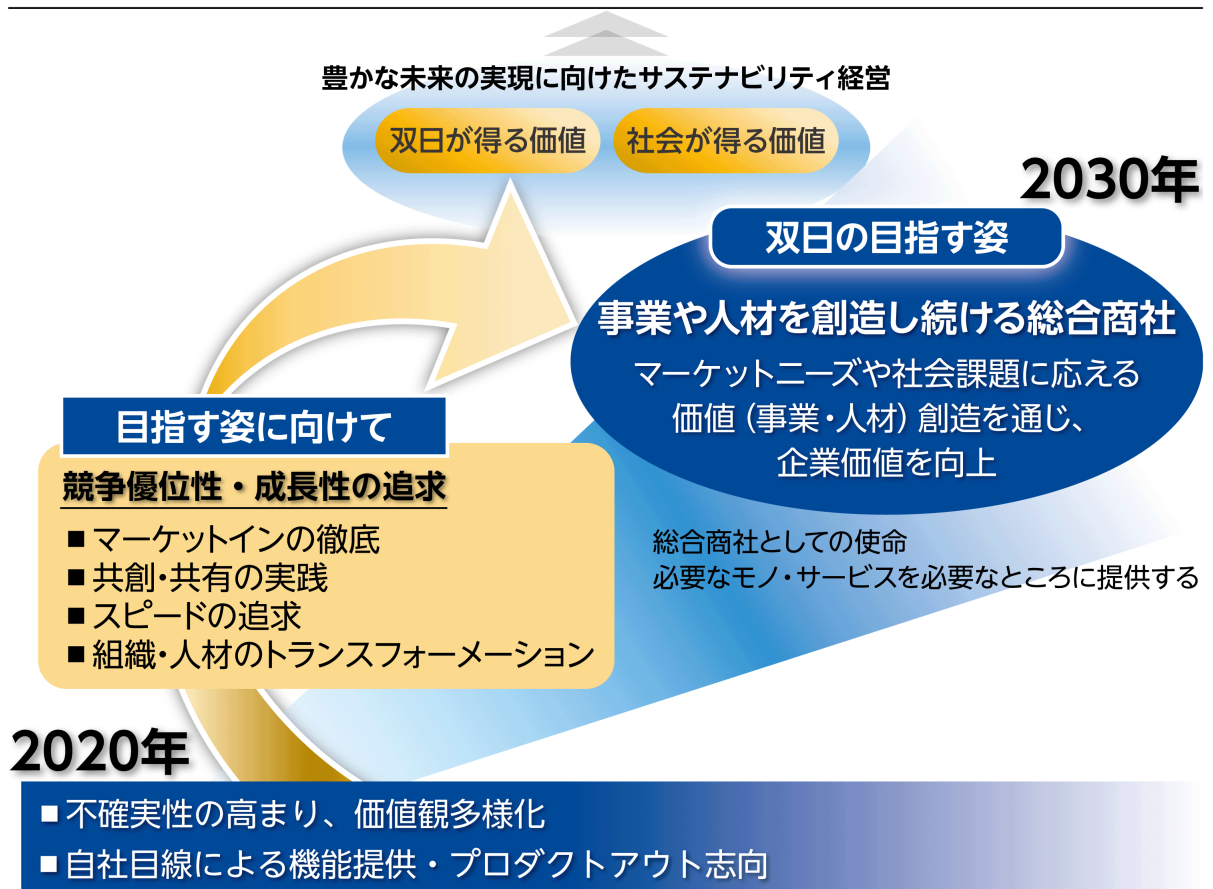 豊かな未来の実現に向けたサステナビリティ経営
双日が得る価値
社会が得る価値
2030年
双日の目指す姿
事業や人材を創造し続ける総合商社
マーケットニーズや社会課題に応える
価値（事業・人材）創造を通じ、
企業価値を向上
目指す姿に向けて
競争優位性・成長性の追求
■ マーケットインの徹底
■ 共創・共有の実践
■ スピードの追求
■ 組織・人材のトランスフォーメーション
総合商社としての使命
必要なモノ・サービスを必要なところに提供する
2020年
■ 不確実性の高まり、価値観多様化
■ 自社目線による機能提供・プロダクトアウト志向